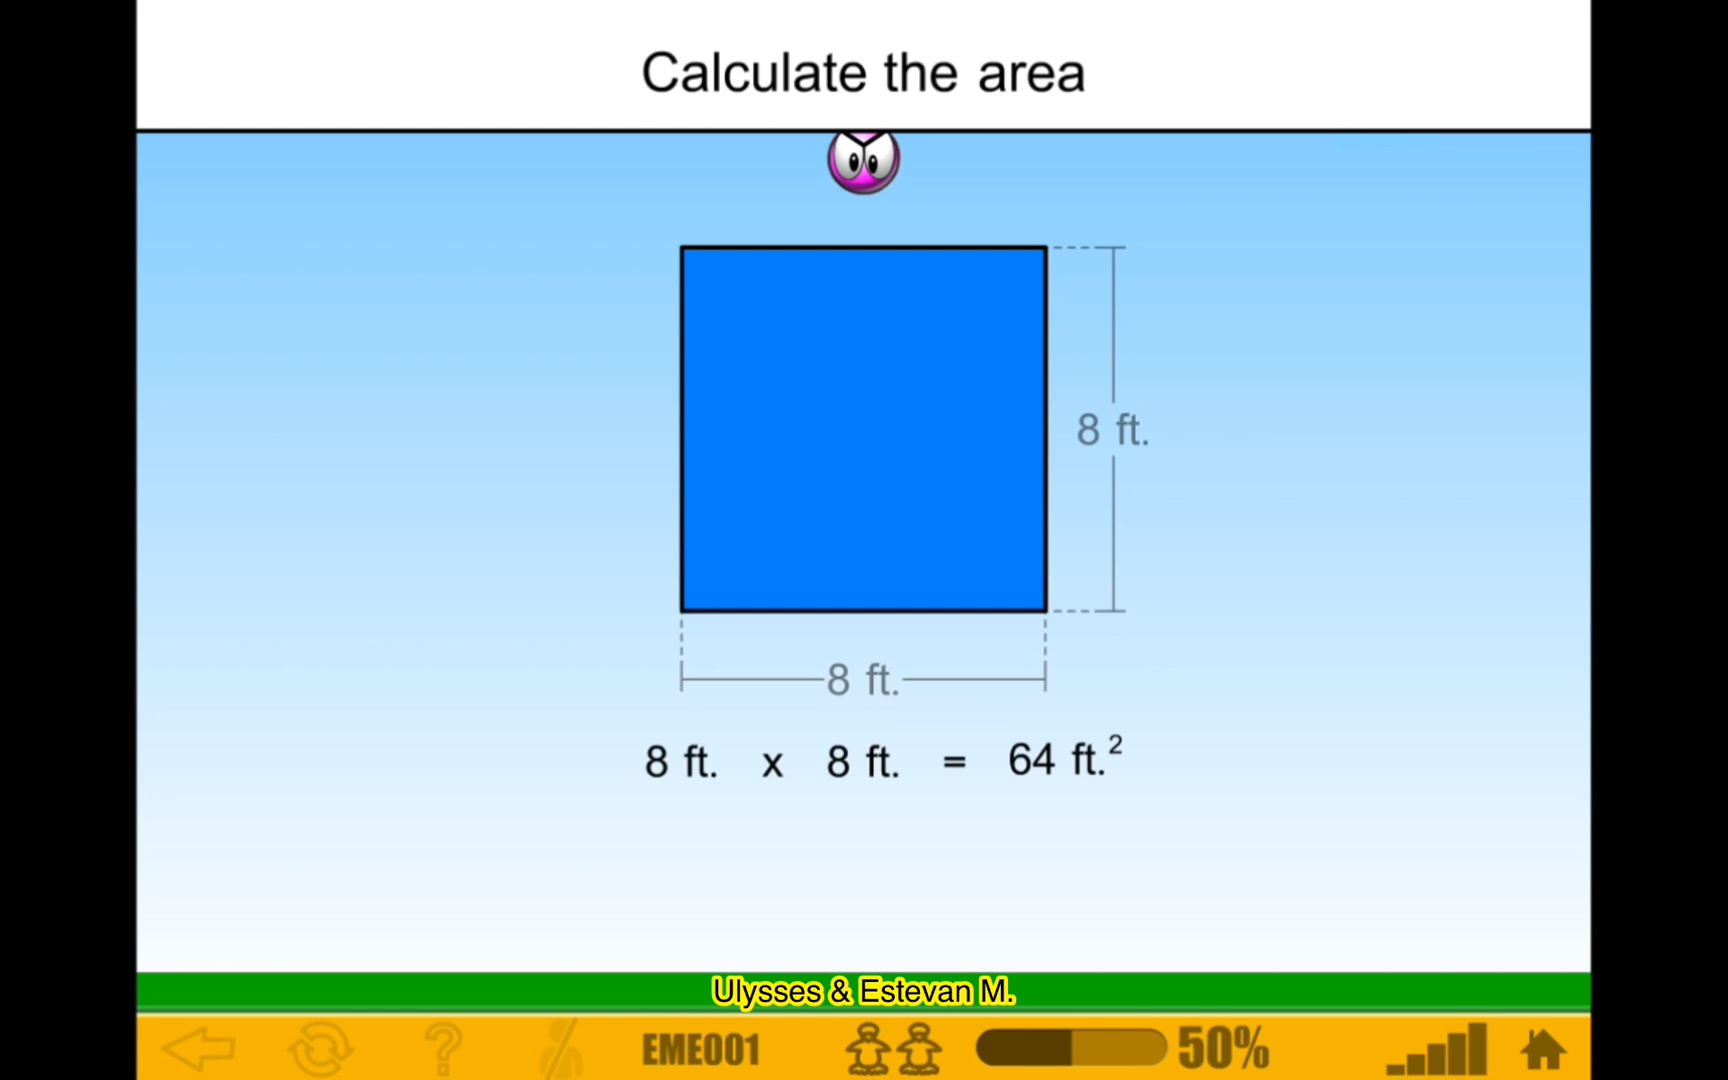 Calculate the area
8 ft.
8 ft.
8 ft. x 8 ft. = 64 ft.²
Ulysses & Estevan M.
? EME001 50%